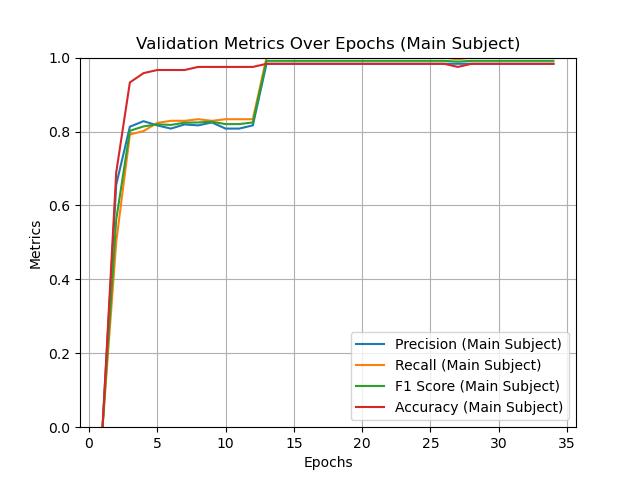 Validation Metrics Over Epochs (Main Subject)
1.0
0.8
0.6
0.4
0.2
0.0
Metrics
Precision (Main Subject)
Recall (Main Subject)
F1 Score (Main Subject)
Accuracy (Main Subject)
0 5 10 15 20 25 30 35
Epochs